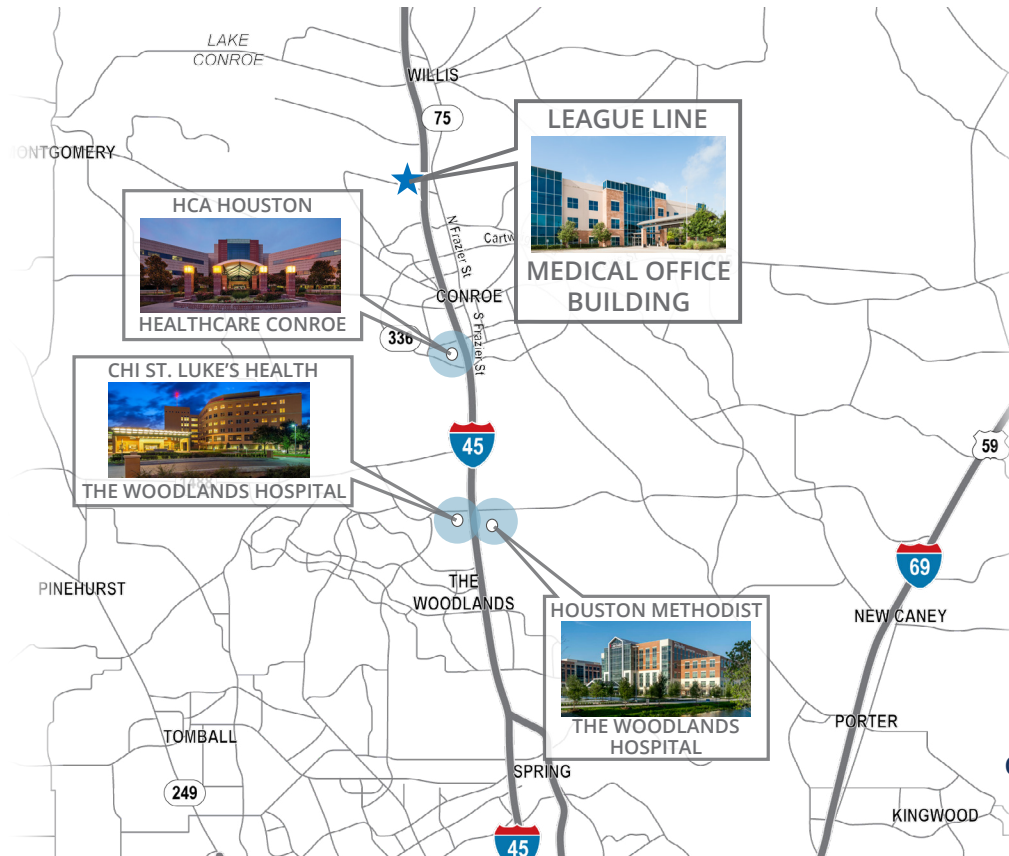 LAKE
CONROE
WILLIS
75
LEAGUE LINE
MEDICAL OFFICE
BUILDING
ONTGOMERY
HCA HOUSTON
HEALTHCARE CONROE
N Frazier St
Cartw
CONROE
336
S Frazier St
CHI ST. LUKE'S HEALTH
THE WOODLANDS HOSPITAL
45
59
69
PINEHURST
THE
WOODLANDS
HOUSTON METHODIST
THE WOODLANDS
HOSPITAL
NEW CANEY
PORTER
TOMBALL
SPRING
249
KINGWOOD
45